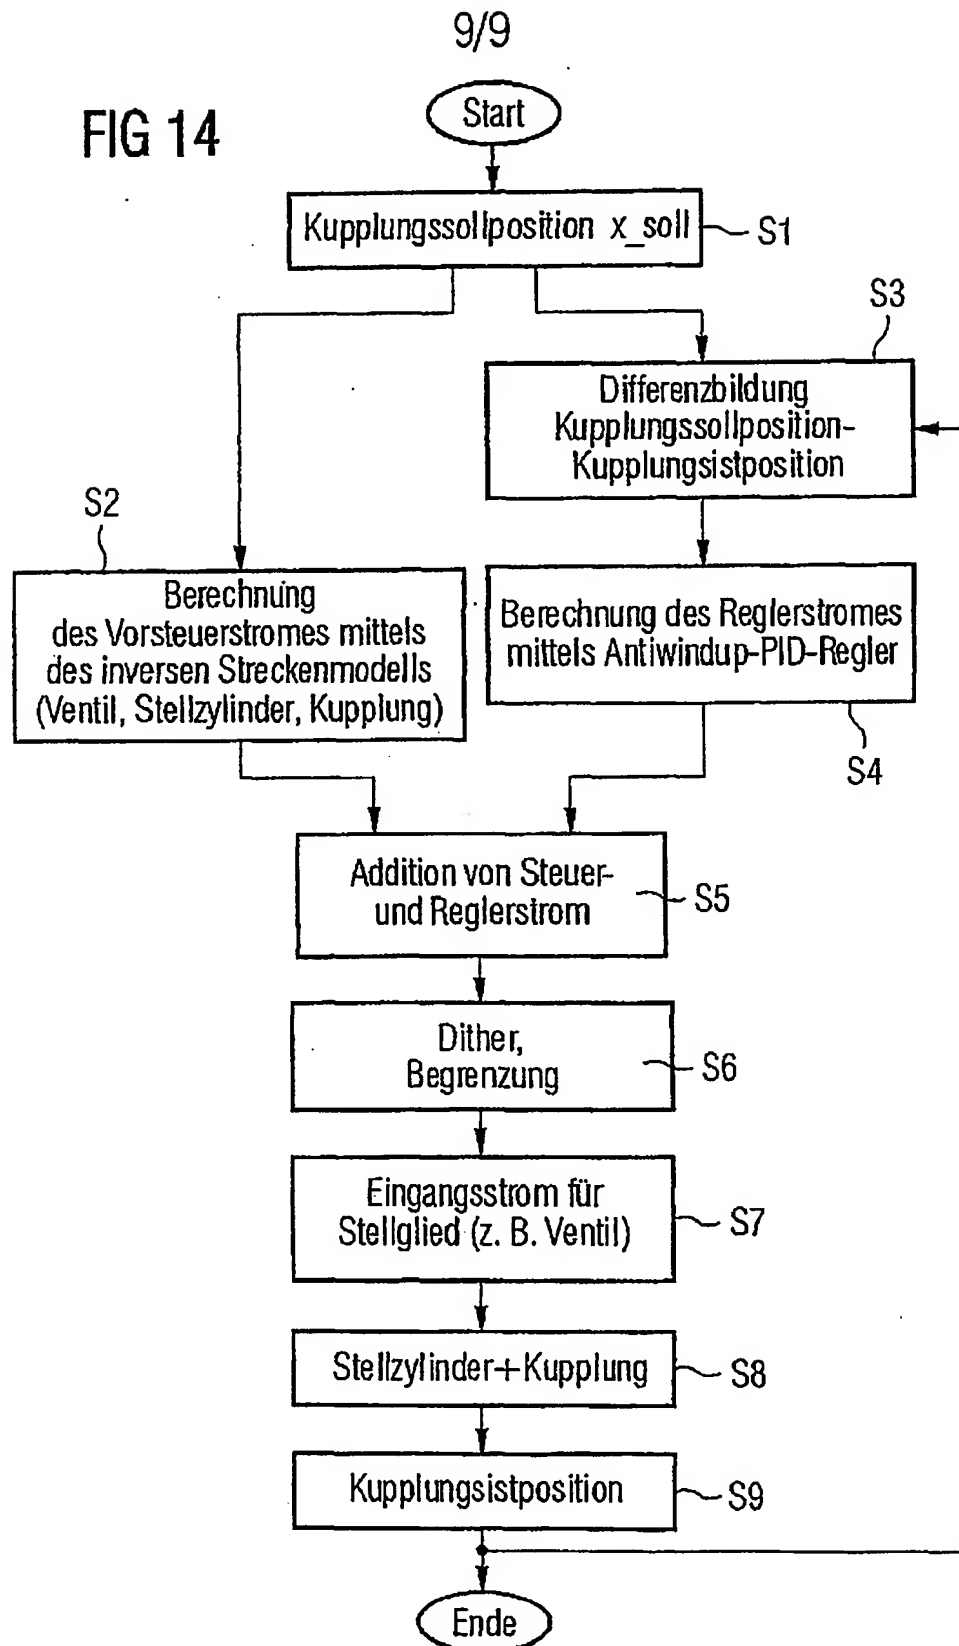 9/9
FIG 14
Start
Kupplungssollposition x_soll
S1
S3
Differenzbildung
Kupplungssollposition-
Kupplungsistposition
S2
Berechnung
des Vorsteuerstromes mittels
des inversen Streckenmodells
(Ventil, Stellzylinder, Kupplung)
Berechnung des Reglerstromes
mittels Antiwindup-PID-Regler
S4
Addition von Steuer-
und Reglerstrom
S5
Dither,
Begrenzung
S6
Eingangsstrom für
Stellglied (z. B. Ventil)
S7
Stellzylinder+Kupplung
S8
Kupplungsistposition
S9
Ende